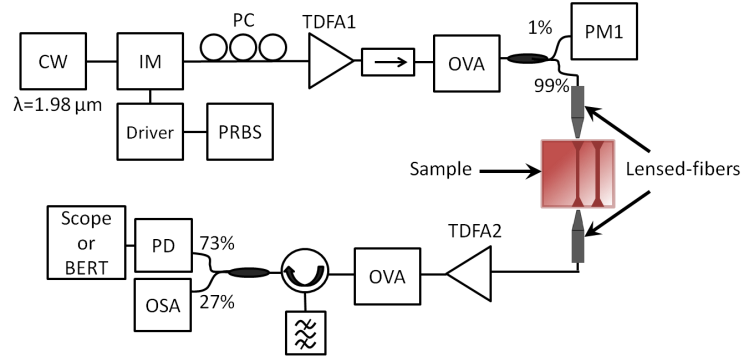 PC
TDFA1
1%
PM1
CW
IM
OVA
99%
λ=1.98 µm
Driver
PRBS
Sample
Lensed-fibers
Scope
or
BERT
PD
73%
TDFA2
OVA
OSA
27%